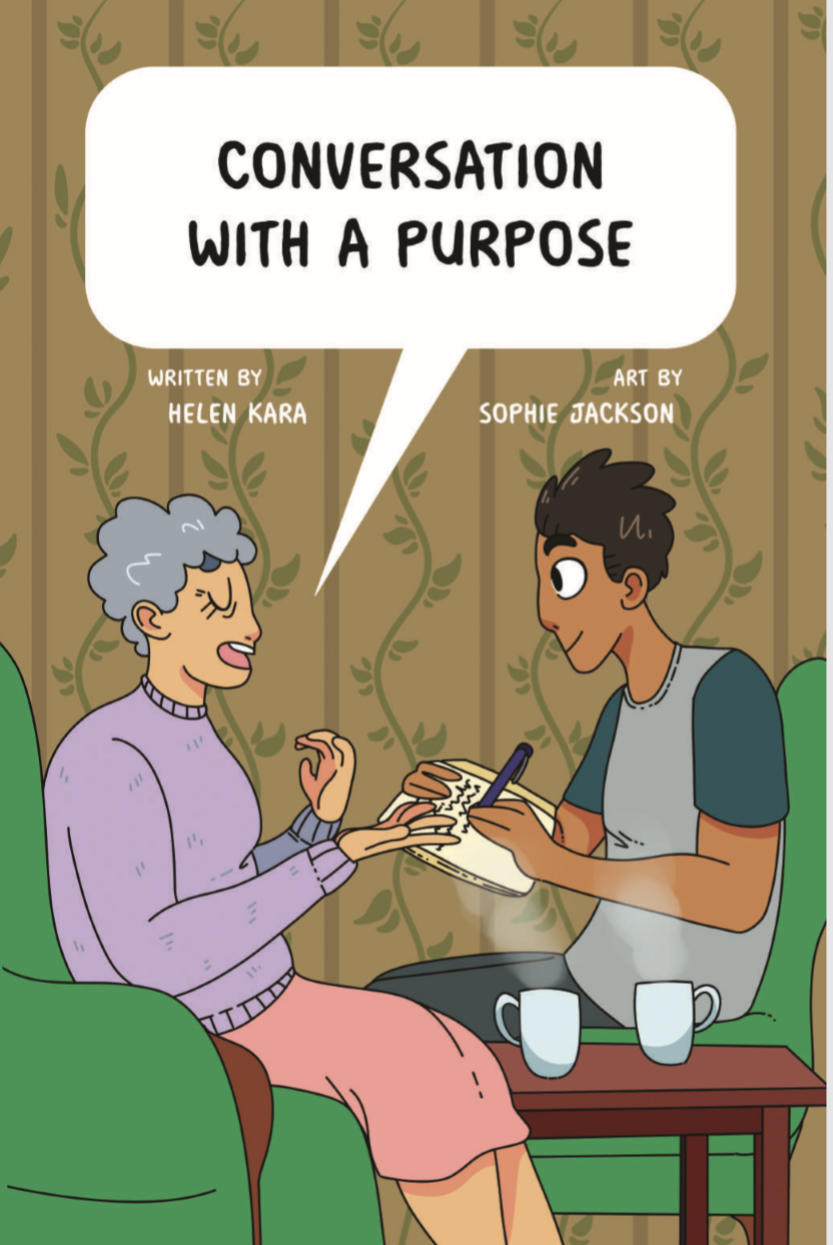 CONVERSATION
WITH A PURPOSE
WRITTEN BY
HELEN KARA
ART BY
SOPHIE JACKSON